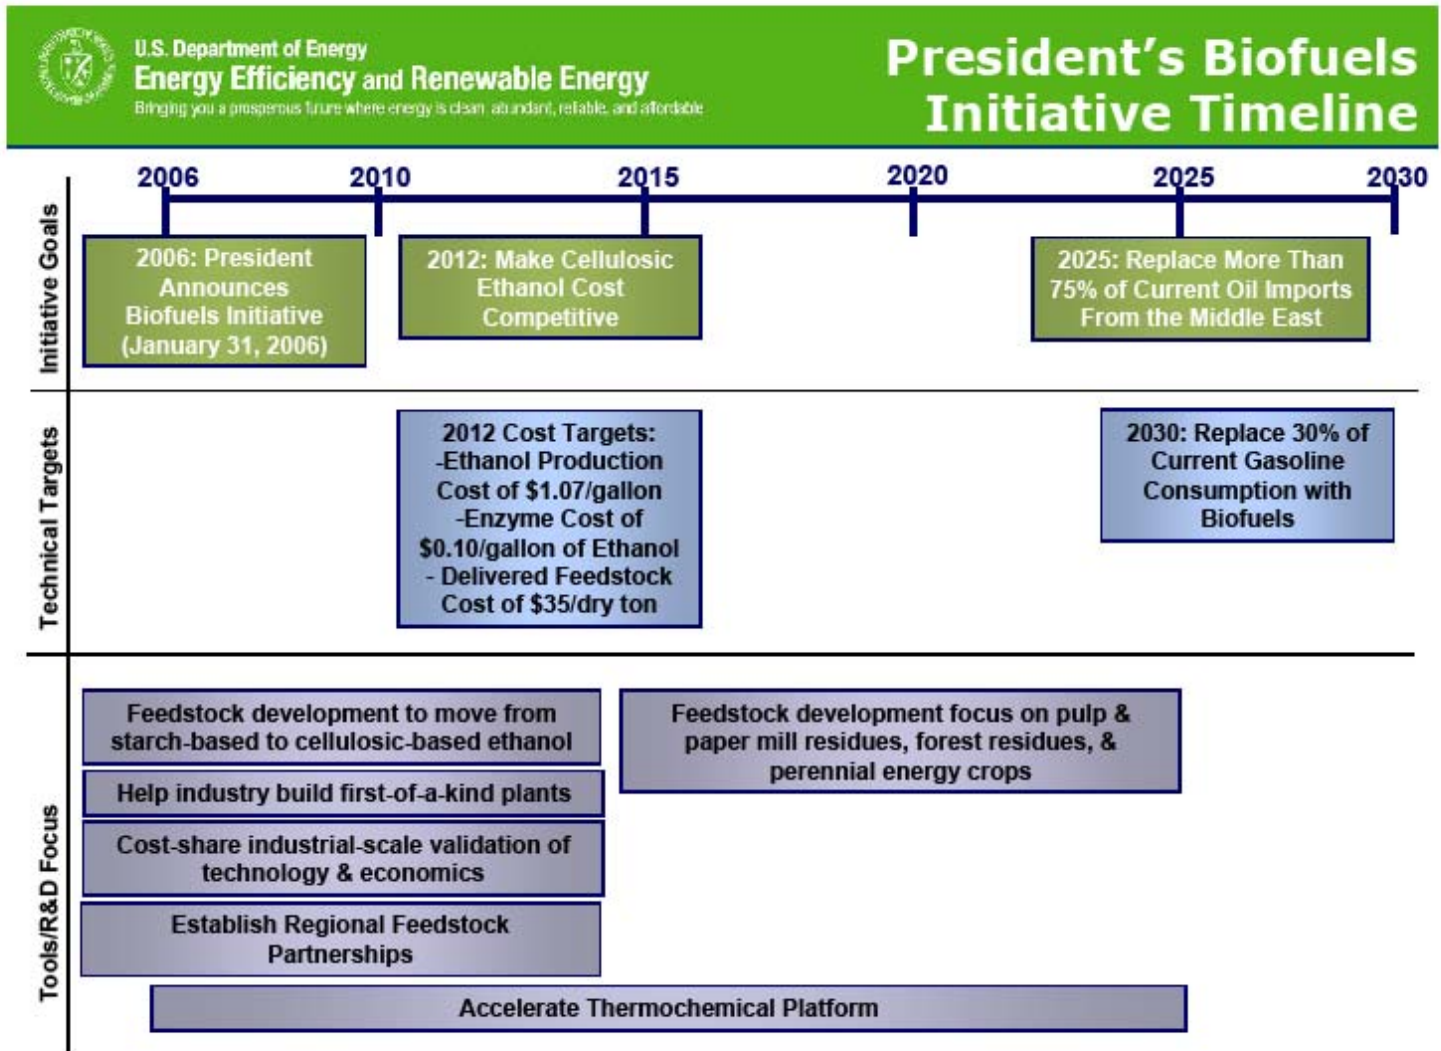 U.S. Department of Energy
Energy Efficiency and Renewable Energy
Bringing you a prosperous future where energy is clean, abundant, reliable, and affordable
President's Biofuels
Initiative Timeline
2006
2010
2015
2020
2025
2030
Initiative Goals
2006: President
Announces
Biofuels Initiative
(January 31, 2006)
2012: Make Cellulosic
Ethanol Cost
Competitive
2025: Replace More Than
75% of Current Oil Imports
From the Middle East
Technical Targets
2012 Cost Targets:
-Ethanol Production
Cost of $1.07/gallon
-Enzyme Cost of
$0.10/gallon of Ethanol
- Delivered Feedstock
Cost of $35/dry ton
2030: Replace 30% of
Current Gasoline
Consumption with
Biofuels
Tools/R&D Focus
Feedstock development to move from
starch-based to cellulosic-based ethanol
Feedstock development focus on pulp &
paper mill residues, forest residues, &
perennial energy crops
Help industry build first-of-a-kind plants
Cost-share industrial-scale validation of
technology & economics
Establish Regional Feedstock
Partnerships
Accelerate Thermochemical Platform